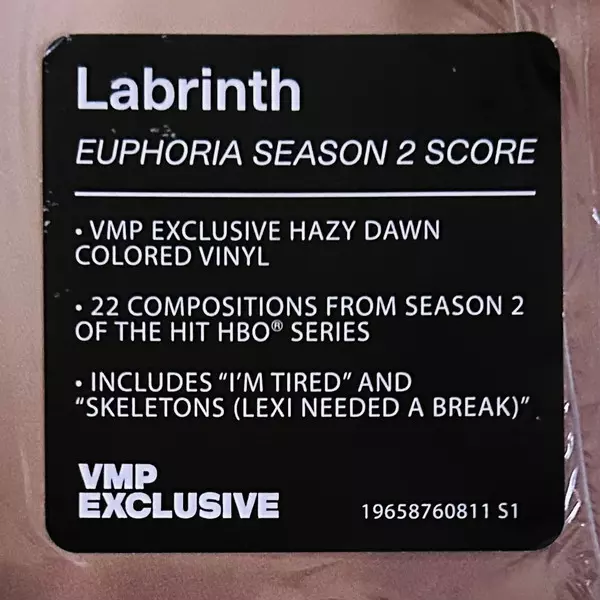 Labrinth
EUPHORIA SEASON 2 SCORE
• VMP EXCLUSIVE HAZY DAWN
COLORED VINYL
• 22 COMPOSITIONS FROM SEASON 2
OF THE HIT HBO® SERIES
• INCLUDES “I’M TIRED” AND
“SKELETONS (LEXI NEEDED A BREAK)”
VMP
EXCLUSIVE
19658760811 S1